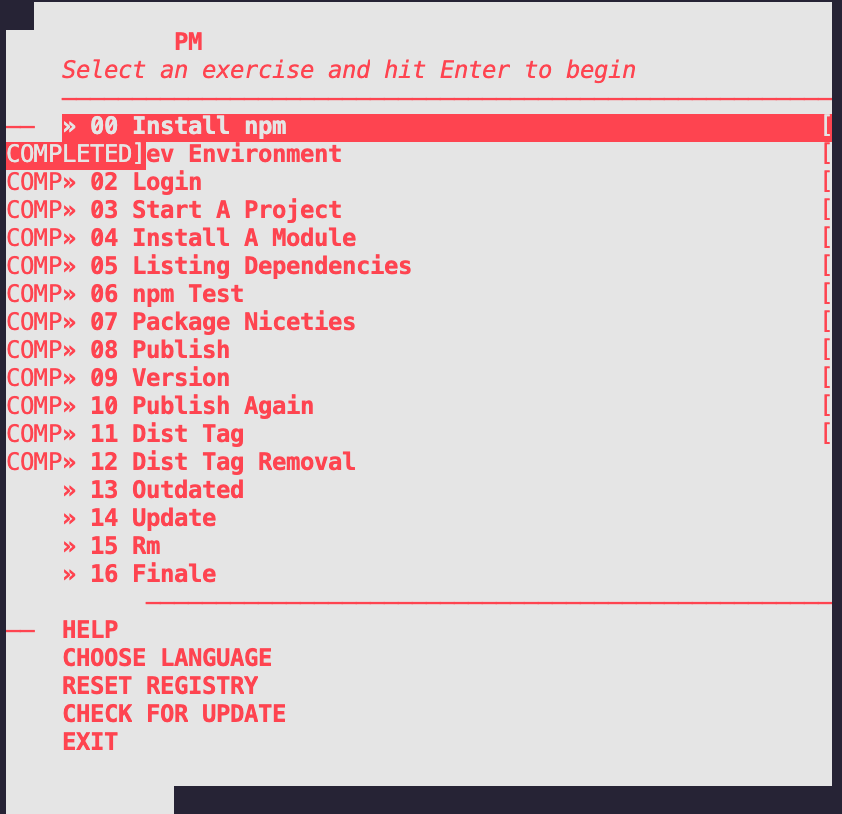 PM
Select an exercise and hit Enter to begin
» 00 Install npm [
COMPLETED]ev Environment [
COMP» 02 Login [
COMP» 03 Start A Project [
COMP» 04 Install A Module [
COMP» 05 Listing Dependencies [
COMP» 06 npm Test [
COMP» 07 Package Niceties [
COMP» 08 Publish [
COMP» 09 Version [
COMP» 10 Publish Again [
COMP» 11 Dist Tag [
COMP» 12 Dist Tag Removal
» 13 Outdated
» 14 Update
» 15 Rm
» 16 Finale
HELP
CHOOSE LANGUAGE
RESET REGISTRY
CHECK FOR UPDATE
EXIT